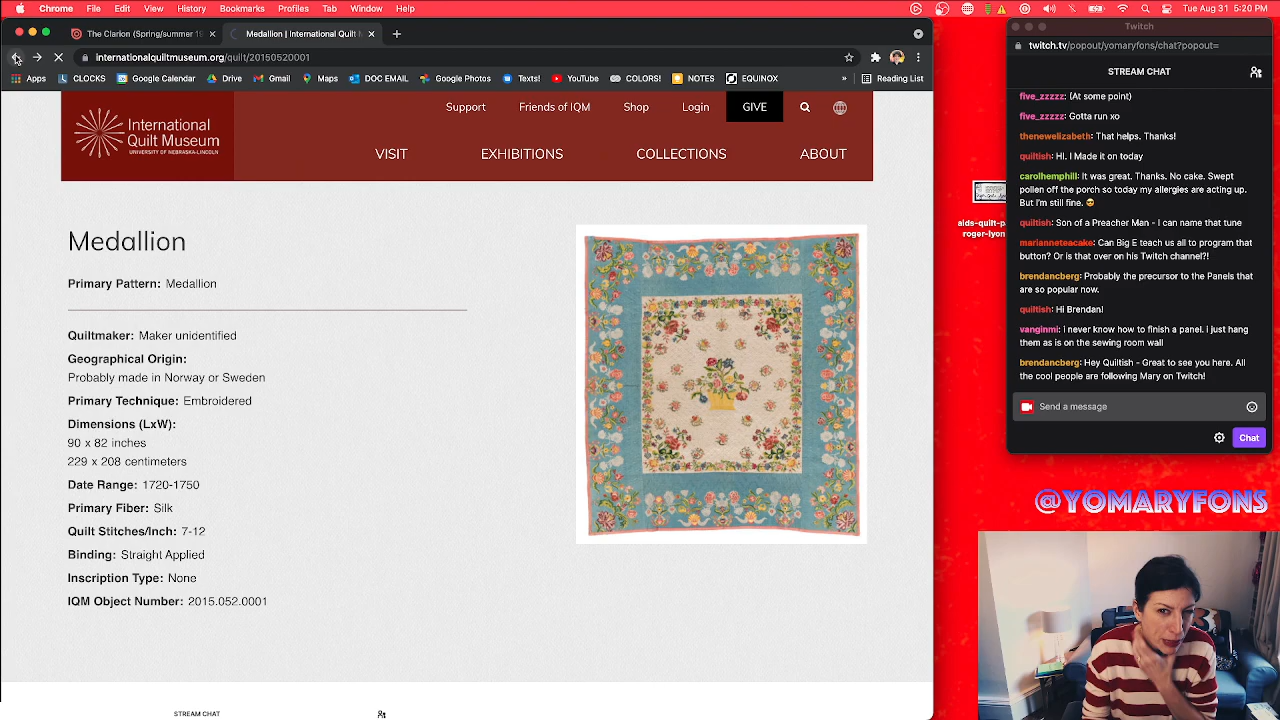 Chrome File Edit View History Bookmarks Profiles Tab Window Help
Tue Aug 31 5:20 PM
The Clarion (Spring/summer 19
Medallion | International Quilt M
internationalquiltmuseum.org/quilt/20150520001
Apps CLOCKS Google Calendar Drive Gmail Maps DOC EMAIL Google Photos Texts! YouTube COLORS! NOTES EQUINOX » Reading List
Support Friends of IQM Shop Login GIVE
International
Quilt Museum
UNIVERSITY OF NEBRASKA-LINCOLN
VISIT EXHIBITIONS COLLECTIONS ABOUT
Medallion
Primary Pattern: Medallion
Quiltmaker: Maker unidentified
Geographical Origin:
Probably made in Norway or Sweden
Primary Technique: Embroidered
Dimensions (LxW):
90 x 82 inches
229 x 208 centimeters
Date Range: 1720-1750
Primary Fiber: Silk
Quilt Stitches/Inch: 7-12
Binding: Straight Applied
Inscription Type: None
IQM Object Number: 2015.052.0001
STREAM CHAT
aids-quilt-p
roger-lyon
Twitch
twitch.tv/popout/yomaryfons/chat?popout=
STREAM CHAT
five_zzzzz: (At some point)
five_zzzzz: Gotta run xo
thenewelizabeth: That helps. Thanks!
quiltish: HI. I Made it on today
carolhemphill: It was great. Thanks. No cake. Swept
pollen off the porch so today my allergies are acting up.
But I'm still fine. 😎
quiltish: Son of a Preacher Man - I can name that tune
marianneteacake: Can Big E teach us all to program that
button? Or is that over on his Twitch channel?!
brendancberg: Probably the precursor to the Panels that
are so popular now.
quiltish: Hi Brendan!
vanginmi: i never know how to finish a panel. i just hang
them as is on the sewing room wall
brendancberg: Hey Quiltish - Great to see you here. All
the cool people are following Mary on Twitch!
Send a message
Chat
@YOMARYFONS